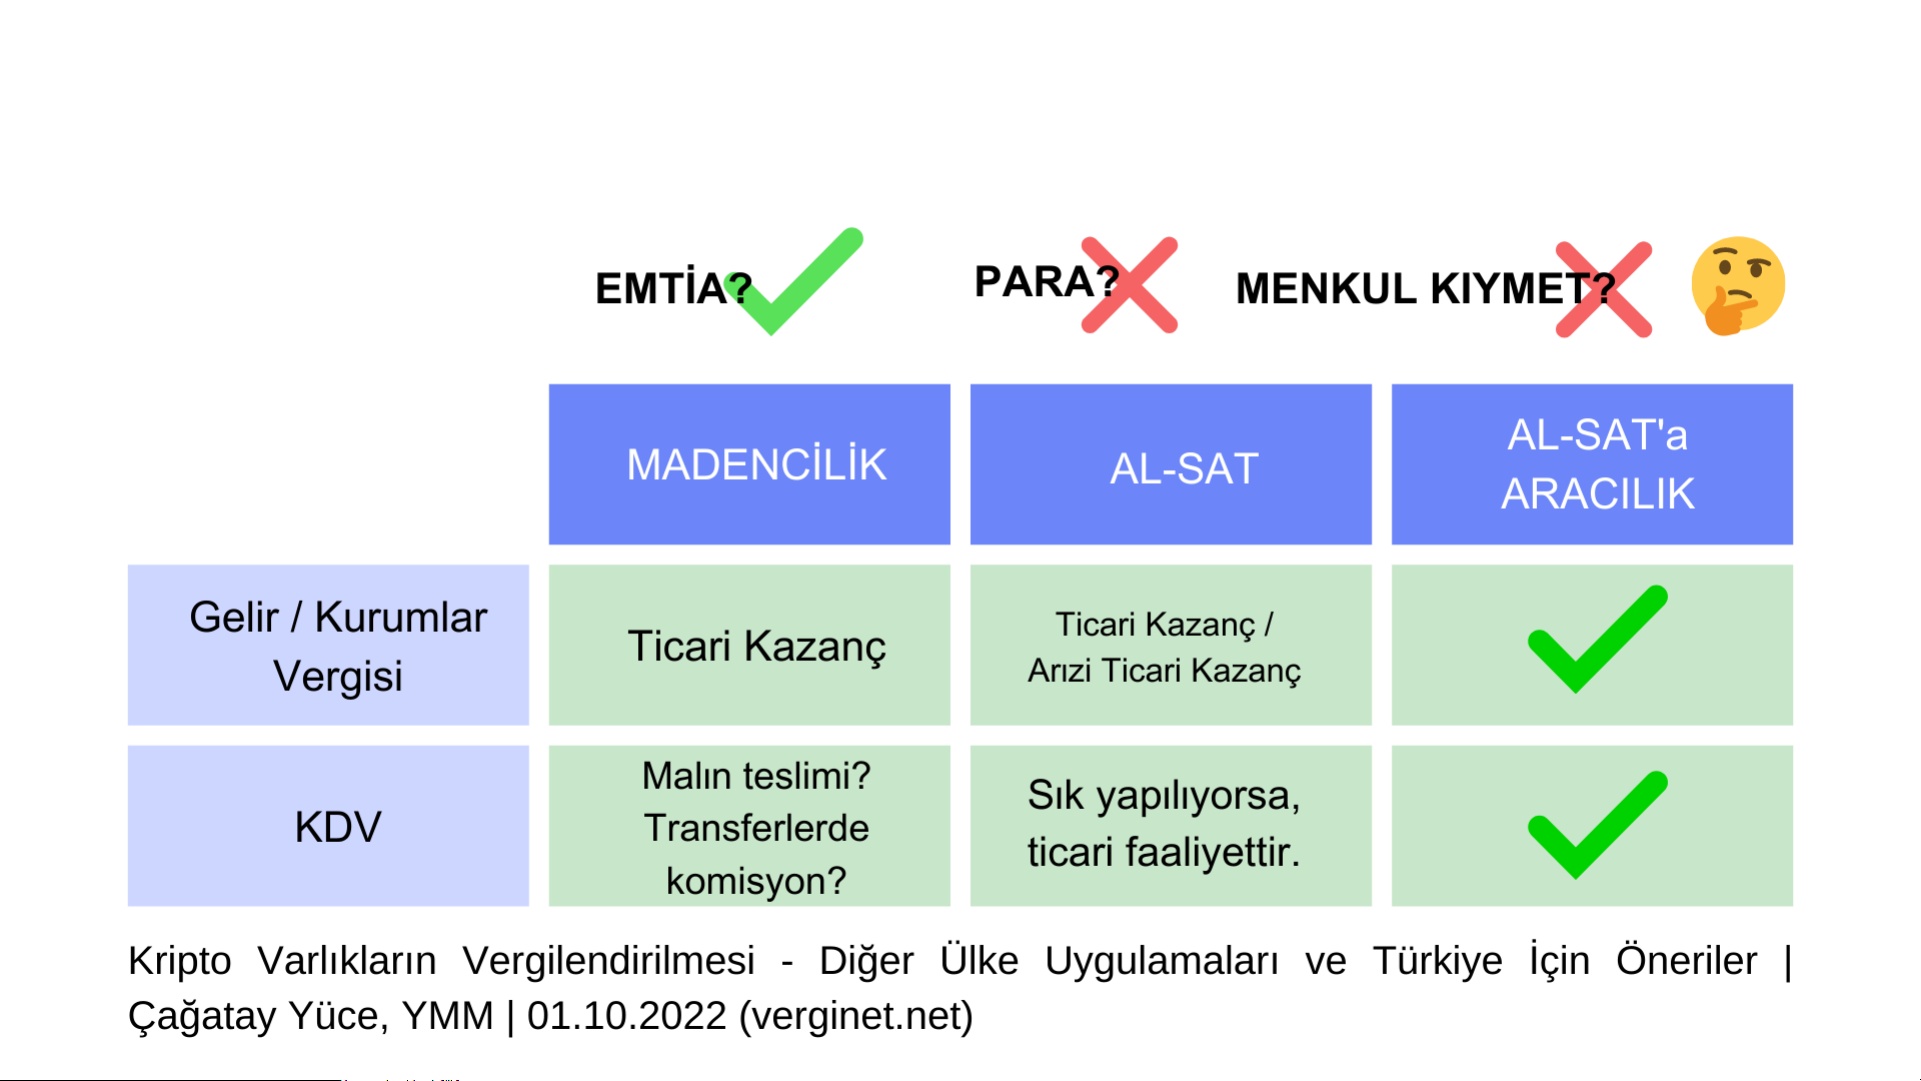 EMTİA?
PARA?
MENKUL KIYMET?
MADENCİLİK
AL-SAT
AL-SAT'a
ARACILIK
Gelir / Kurumlar
Vergisi
Ticari Kazanç
Ticari Kazanç /
Arızi Ticari Kazanç
KDV
Malın teslimi?
Transferlerde
komisyon?
Sık yapılıyorsa,
ticari faaliyettir.
Kripto Varlıkların Vergilendirilmesi - Diğer Ülke Uygulamaları ve Türkiye İçin Öneriler |
Çağatay Yüce, YMM | 01.10.2022 (verginet.net)